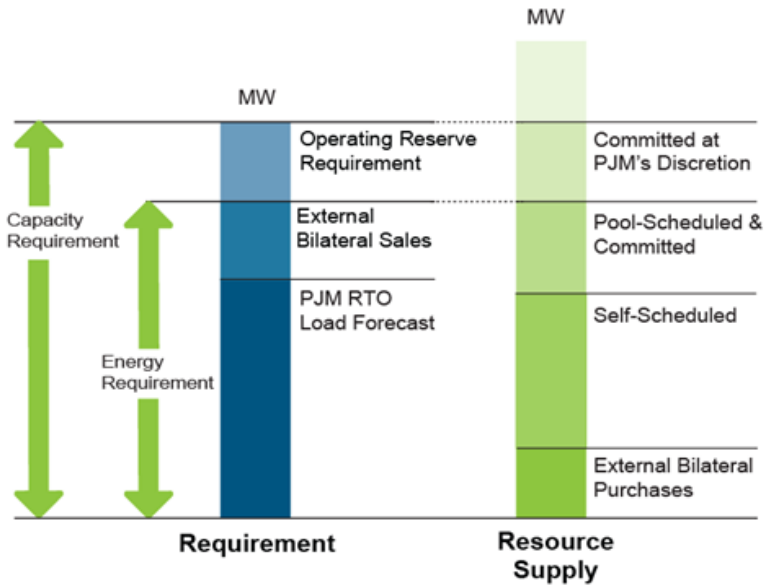 MW
MW
Operating Reserve
Requirement
Committed at
PJM's Discretion
Capacity
Requirement
External
Bilateral Sales
Pool-Scheduled &
Committed
PJM RTO
Load Forecast
Self-Scheduled
Energy
Requirement
External Bilateral
Purchases
Requirement
Resource
Supply